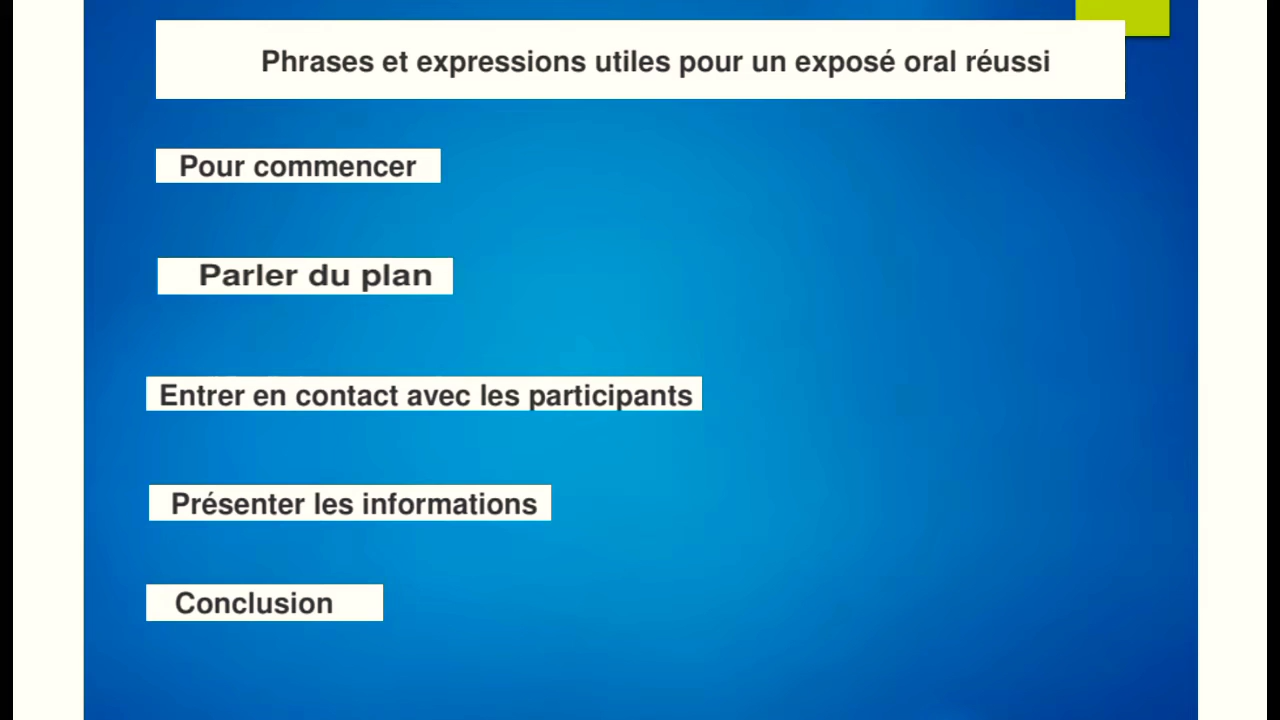 Phrases et expressions utiles pour un exposé oral réussi
Pour commencer
Parler du plan
Entrer en contact avec les participants
Présenter les informations
Conclusion